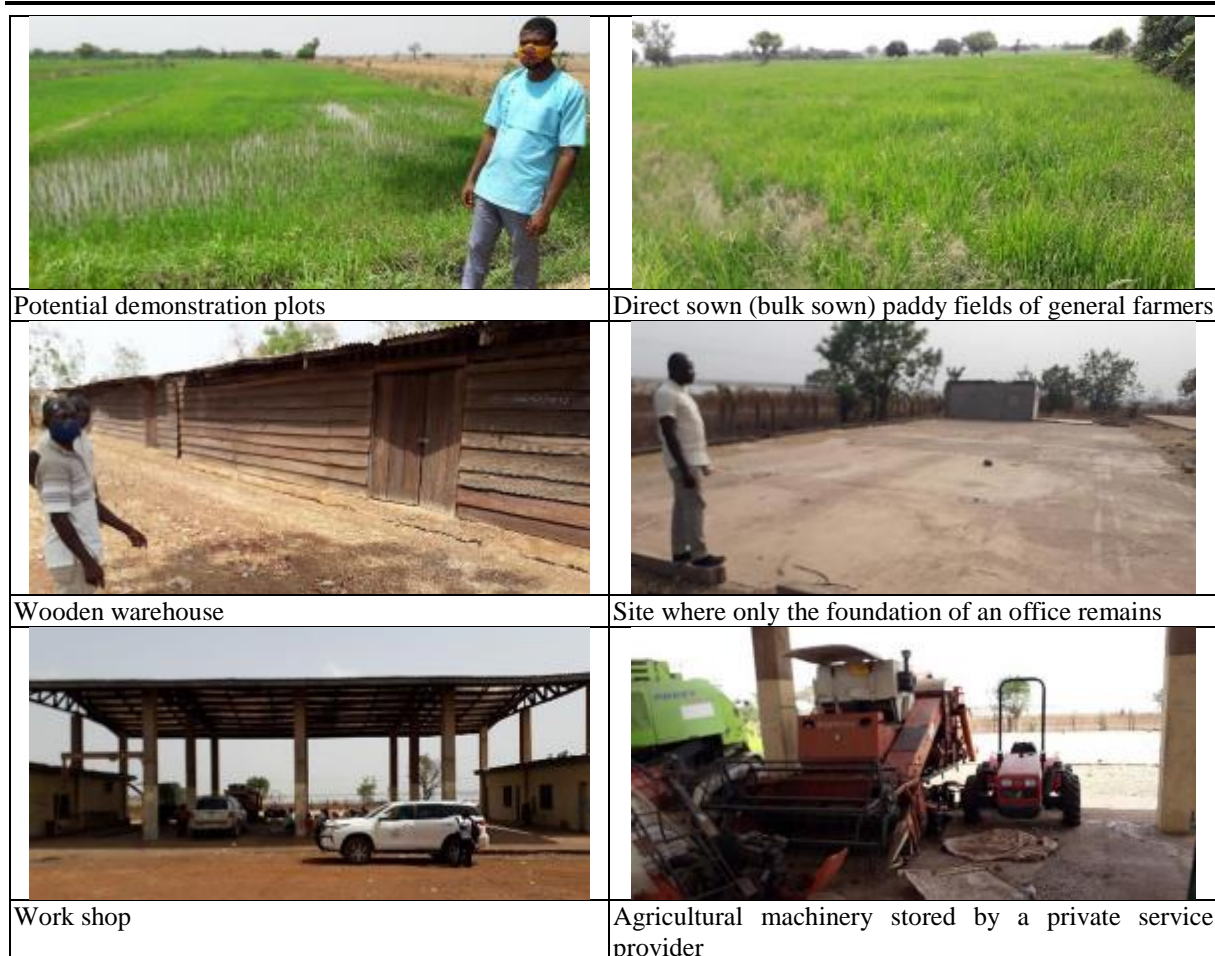 Potential demonstration plots
Direct sown (bulk sown) paddy fields of general farmers
Wooden warehouse
Site where only the foundation of an office remains
Work shop
Agricultural machinery stored by a private service
provider